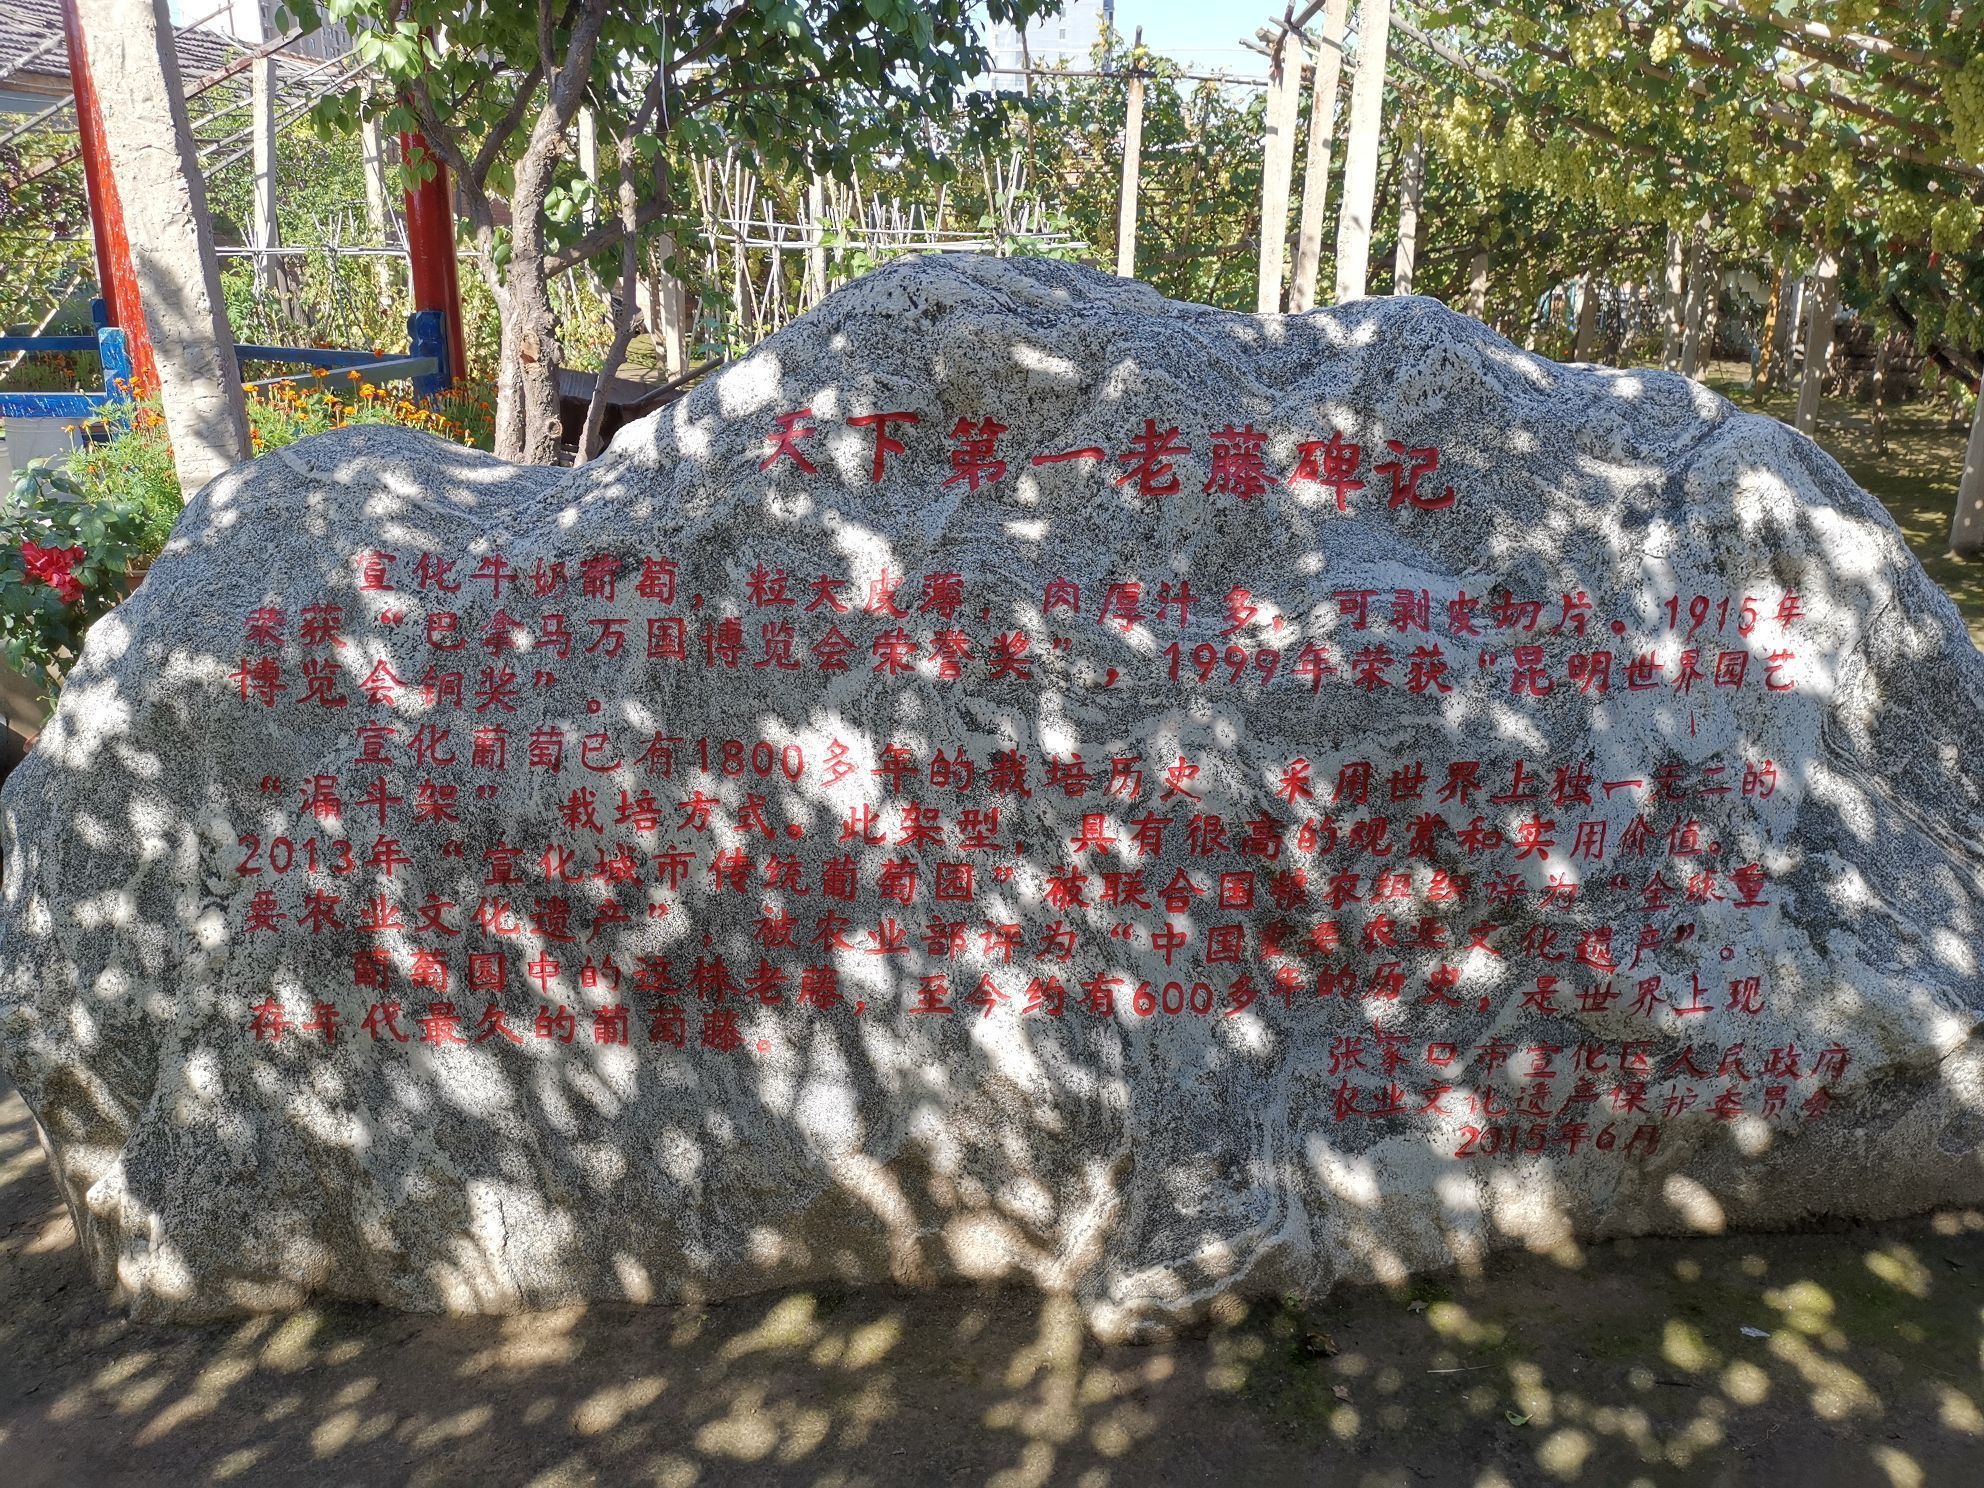 天下第一老藤碑记
宣化牛奶葡萄，粒大皮薄，肉厚汁多，可剥皮切片。1915年
荣获“巴拿马万国博览会荣誉奖”，1999年荣获“昆明世界园艺
博览会铜奖”。
宣化葡萄已有1800多年的栽培历史 采用世界上独一无二的
“漏斗架” 栽培方式。此架型，具有很高的观赏和实用价值。
2013年“宣化城市传统葡萄园”被联合国粮农组织评为“全球重
要农业文化遗产”，被农业部评为“中国重要农业文化遗产”。
葡萄园中的这株老藤，至今约有600多年的历史，是世界上现
存年代最久的葡萄藤。
张家口市宣化区人民政府
农业文化遗产保护委员会
2015年6月